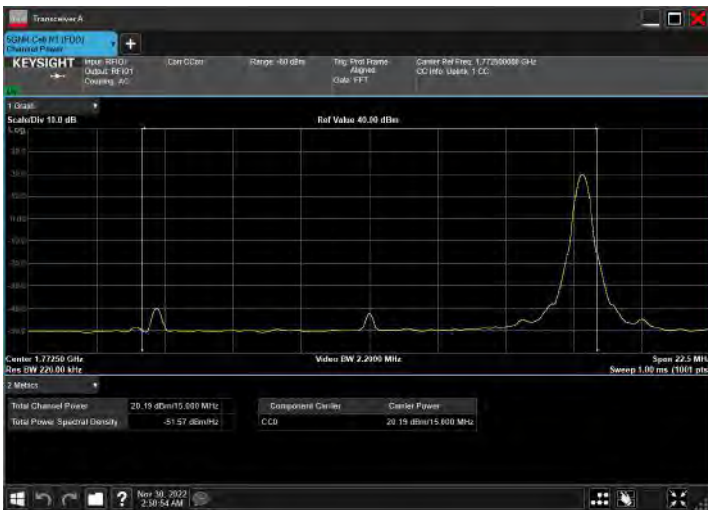 Transceiver A
5GNR-Cell N1 (FDD)
Channel Power
+
KEYSIGHT
Input: RFIO1
Output: RFIO1
Coupling: AC
Corr CCorr
Range: -60 dBm
Trig: Prot Frame
Aligned
Gate: FFT
Carrier Ref Freq: 1.772500000 GHz
CC Info: Uplink, 1 CC
1 Graph
Scale/Div 10.0 dB
Ref Value 40.00 dBm
Log
Center 1.77250 GHz
Res BW 220.00 kHz
Video BW 2.2000 MHz
Span 22.5 MHz
Sweep 1.00 ms (1001 pts
2 Metrics
Total Channel Power 20.19 dBm/15.000 MHz
Total Power Spectral Density -51.57 dBm/Hz
Component Carrier Carrier Power
CC0 20.19 dBm/15.000 MHz
?
Nov 30, 2022
2:50:54 AM